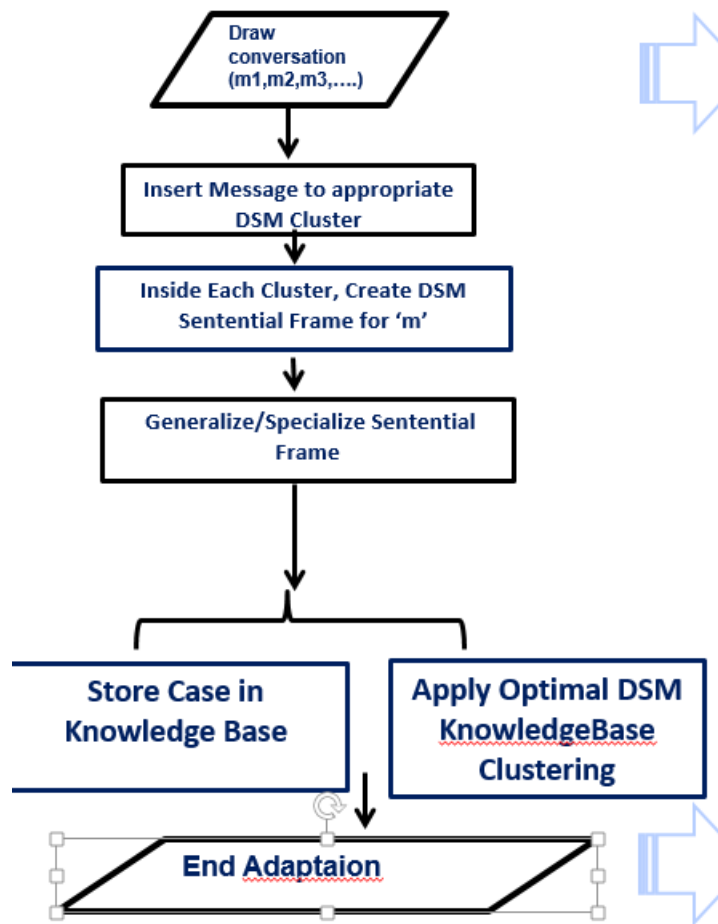 Draw
conversation
(m1,m2,m3,....)
Insert Message to appropriate
DSM Cluster
Inside Each Cluster, Create DSM
Sentential Frame for ‘m’
Generalize/Specialize Sentential
Frame
Store Case in
Knowledge Base
Apply Optimal DSM
KnowledgeBase
Clustering
End Adaptaion